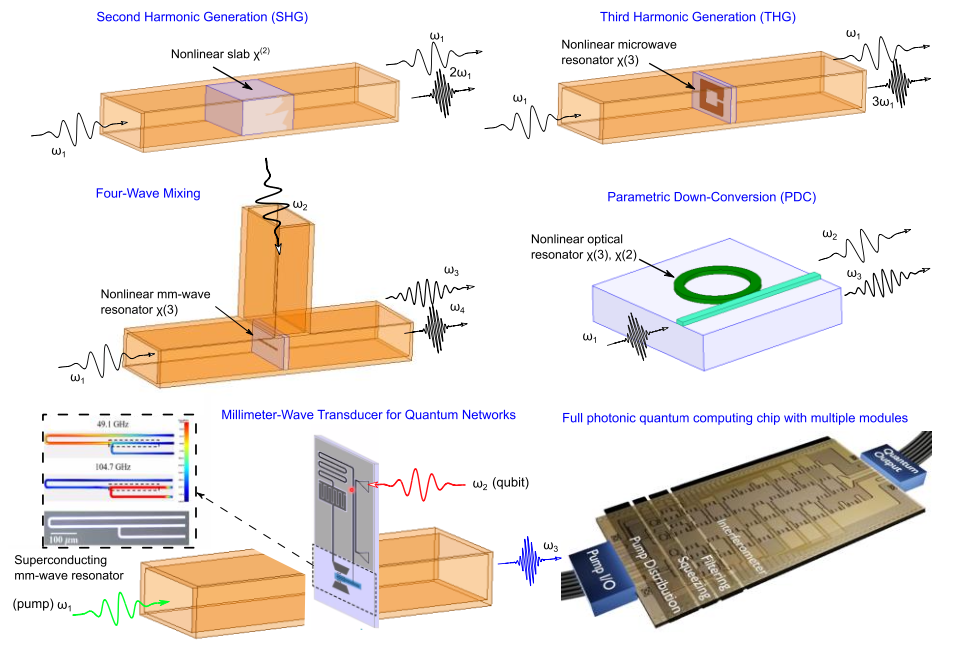 Second Harmonic Generation (SHG)
Nonlinear slab χ(2)
ω1
ω1
2ω1
Third Harmonic Generation (THG)
Nonlinear microwave
resonator χ(3)
ω1
ω1
3ω1
Four-Wave Mixing
ω2
Nonlinear mm-wave
resonator χ(3)
ω1
ω3
ω4
Parametric Down-Conversion (PDC)
Nonlinear optical
resonator χ(3), χ(2)
ω1
ω2
ω3
Millimeter-Wave Transducer for Quantum Networks
49.1 GHz
104.7 GHz
100 μm
Superconducting
mm-wave resonator
(pump) ω1
ω2 (qubit)
ω3
Full photonic quantum computing chip with multiple modules
Quantum
Output
Pump I/O
Pump Distribution
Squeezing
Filtering
Interferometer